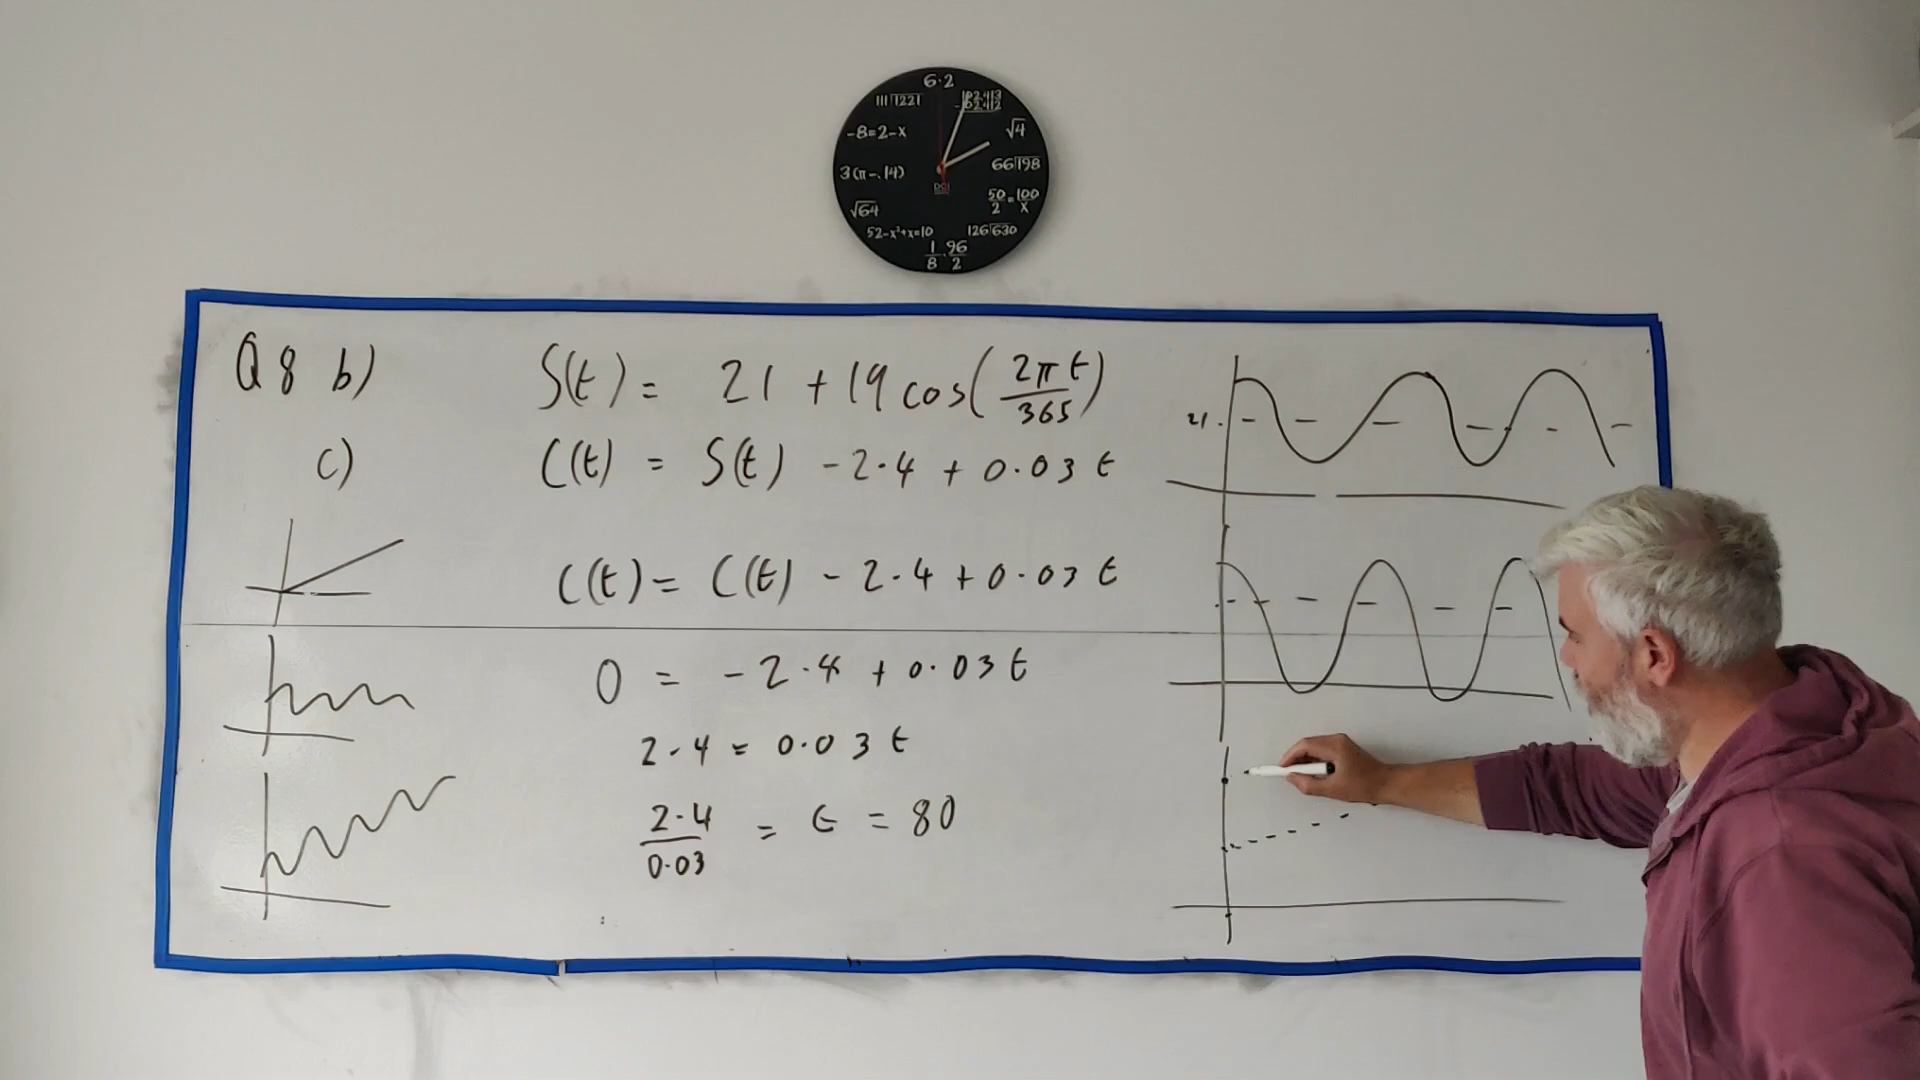 6·2
111⟌1221
√4
-8=2-x
66⟌198
3(π-.14)
50/2=100/x
√64
52-x²+x=10
126⟌630
1/8·96/2
DCI
Q8 b) S(t) = 21 + 19 cos(2πt/365)
21
c) C(t) = S(t) - 2.4 + 0.03 t
C(t) = C(t) - 2.4 + 0.03 t
0 = - 2.4 + 0.03 t
2.4 = 0.03 t
2.4/0.03 = t = 80